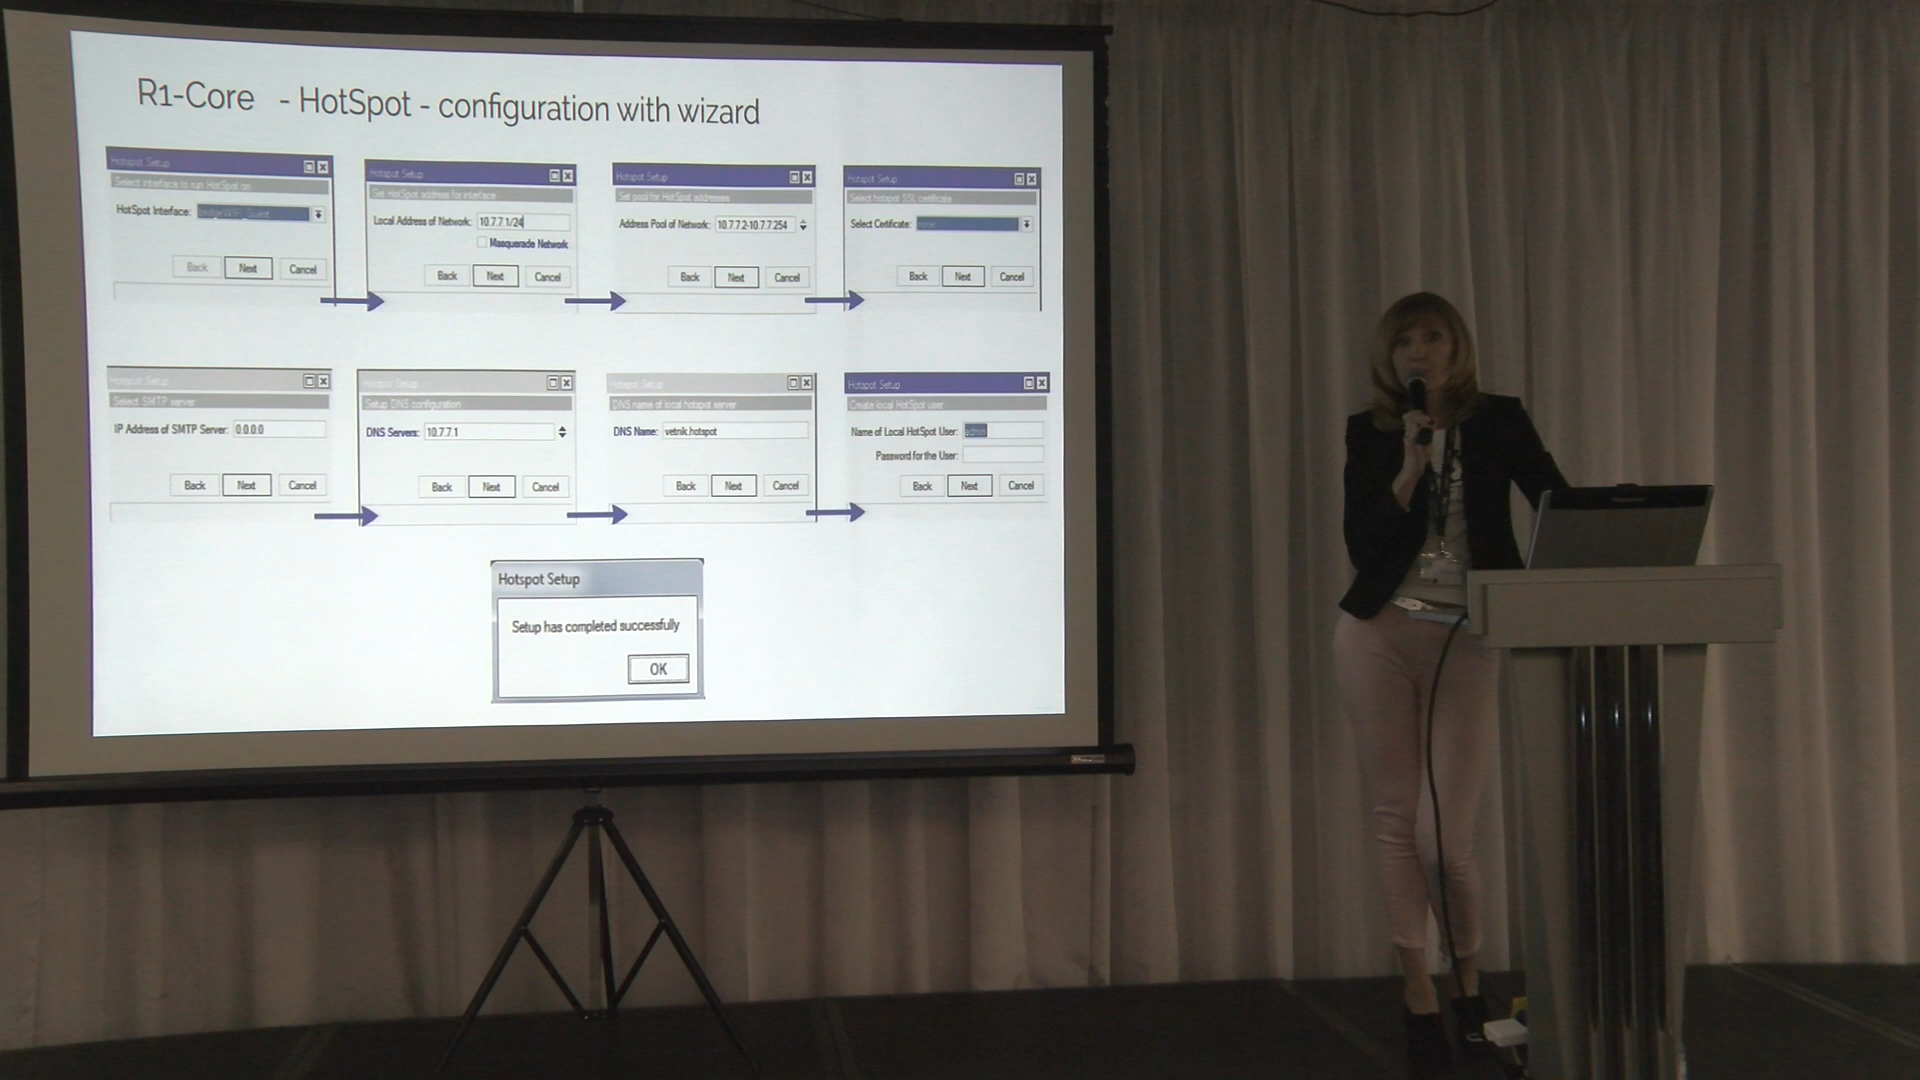 R1-Core - HotSpot - configuration with wizard
Hotspot Setup
Select interface to run HotSpot on
HotSpot Interface:
Back Next Cancel
Hotspot Setup
Set HotSpot address for interface
Local Address of Network: 10.7.7.1/24
Masquerade Network
Back Next Cancel
Hotspot Setup
Set pool for HotSpot addresses
Address Pool of Network: 10.7.7.2-10.7.7.254
Back Next Cancel
Hotspot Setup
Select hotspot SSL certificate
Select Certificate: none
Back Next Cancel
Hotspot Setup
Select SMTP server
IP Address of SMTP Server: 0.0.0.0
Back Next Cancel
Hotspot Setup
Setup DNS configuration
DNS Servers: 10.7.7.1
Back Next Cancel
Hotspot Setup
DNS name of local hotspot server
DNS Name: vetnik.hotspot
Back Next Cancel
Hotspot Setup
Create local HotSpot user
Name of Local HotSpot User: admin
Password for the User:
Back Next Cancel
Hotspot Setup
Setup has completed successfully
OK
Panasonic